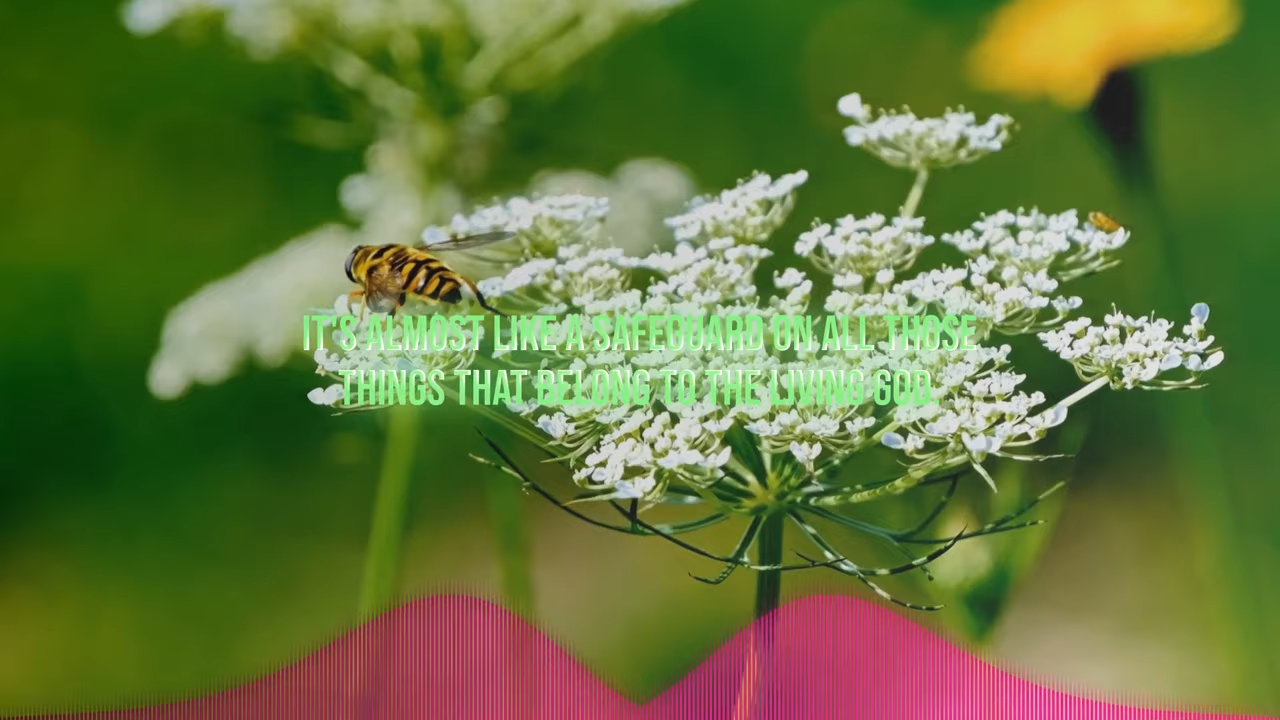 IT'S ALMOST LIKE A SAFEGUARD ON ALL THOSE
THINGS THAT BELONG TO THE LIVING GOD